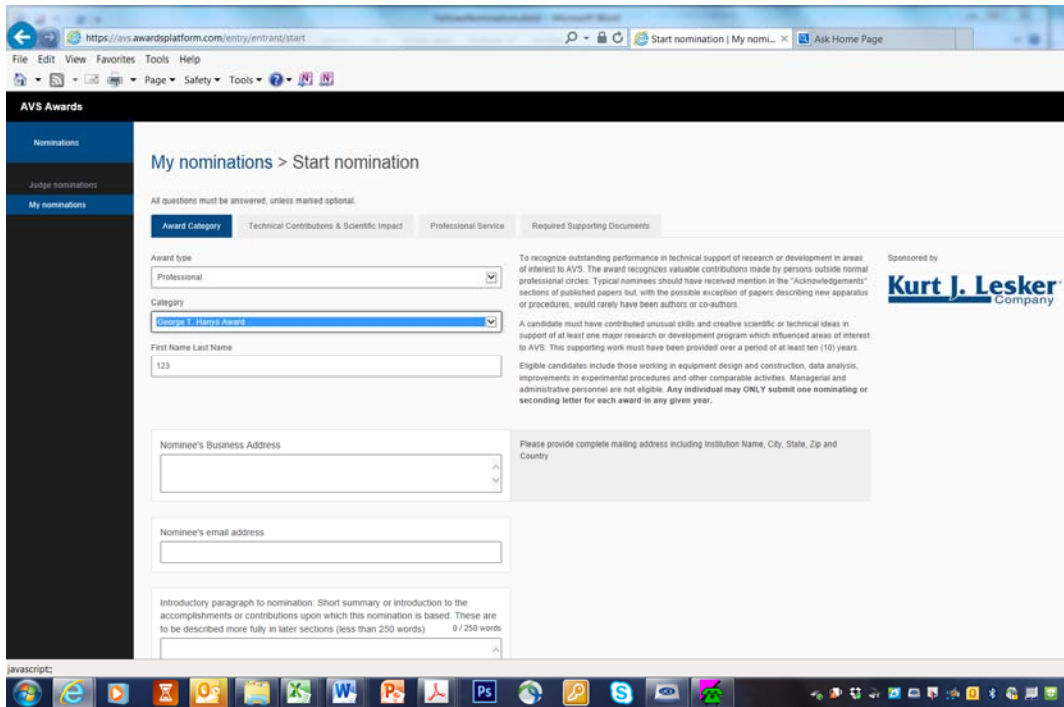 https://avs.awardsplatform.com/entry/entrant/start
Start nomination | My nomi...
Ask Home Page
File Edit View Favorites Tools Help
Page Safety Tools
AVS Awards
Nominations
Judge nominations
My nominations
My nominations > Start nomination
All questions must be answered, unless marked optional.
Award Category
Technical Contributions & Scientific Impact
Professional Service
Required Supporting Documents
Award type
Professional
Category
George T. Hanyo Award
First Name Last Name
123
To recognize outstanding performance in technical support of research or development in areas
of interest to AVS. The award recognizes valuable contributions made by persons outside normal
professional circles. Typical nominees should have received mention in the "Acknowledgements"
sections of published papers but, with the possible exception of papers describing new apparatus
or procedures, would rarely have been authors or co-authors.
A candidate must have contributed unusual skills and creative scientific or technical ideas in
support of at least one major research or development program which influenced areas of interest
to AVS. This supporting work must have been provided over a period of at least ten (10) years.
Eligible candidates include those working in equipment design and construction, data analysis,
improvements in experimental procedures and other comparable activities. Managerial and
administrative personnel are not eligible. Any individual may ONLY submit one nominating or
seconding letter for each award in any given year.
Sponsored by
Kurt J. Lesker
Company
Nominee's Business Address
Please provide complete mailing address including Institution Name, City, State, Zip and
Country
Nominee's email address
Introductory paragraph to nomination: Short summary or introduction to the
accomplishments or contributions upon which this nomination is based. These are
to be described more fully in later sections (less than 250 words)
0 / 250 words
javascript:;
Ps